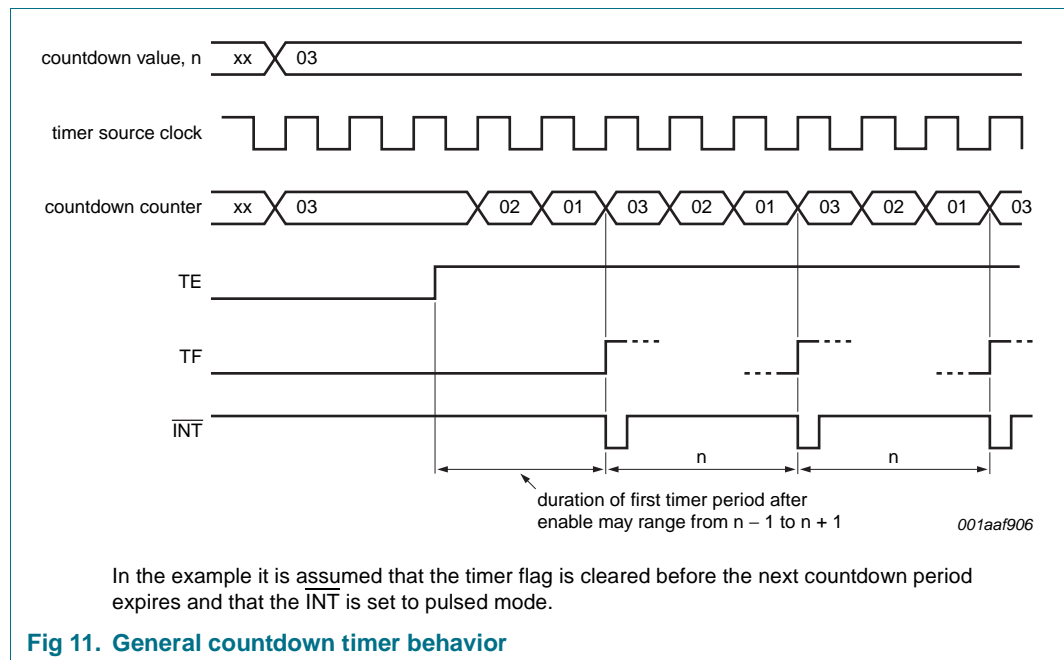 countdown value, n xx 03
timer source clock
countdown counter xx 03 02 01 03 02 01 03 02 01 03
TE
TF
INT
n n
duration of first timer period after
enable may range from n − 1 to n + 1
001aaf906
In the example it is assumed that the timer flag is cleared before the next countdown period
expires and that the INT is set to pulsed mode.
Fig 11. General countdown timer behavior